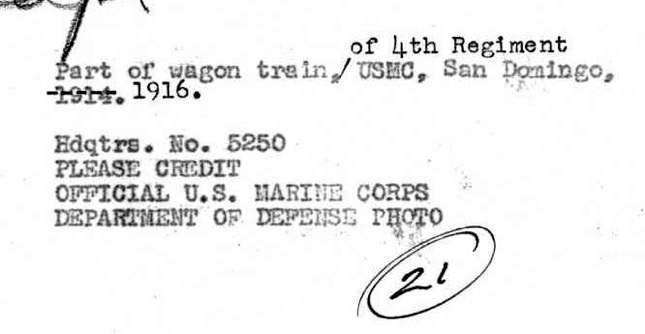 of 4th Regiment
Part of wagon train,/USMC, San Domingo,
1914. 1916.
Hdqtrs. No. 5250
PLEASE CREDIT
OFFICIAL U.S. MARINE CORPS
DEPARTMENT OF DEFENSE PHOTO
21